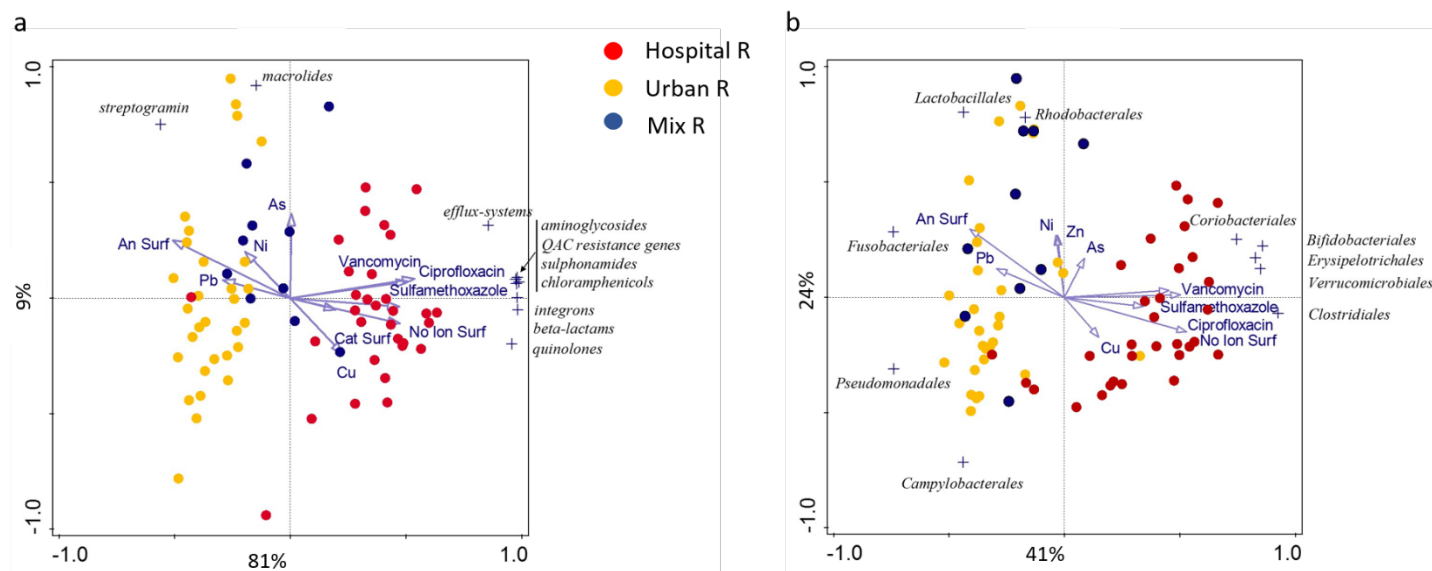 a
1.0
9%
-1.0
-1.0
81%
1.0
streptogramin
macrolides
As
An Surf
Ni
Pb
efflux-systems
aminoglycosides
QAC resistance genes
sulphonamides
chloramphenicols
integrons
beta-lactams
quinolones
Vancomycin
Ciprofloxacin
Sulfamethoxazole
No Ion Surf
Cat Surf
Cu
Hospital R
Urban R
Mix R
b
1.0
24%
-1.0
-1.0
41%
1.0
Lactobacillales
Rhodobacterales
An Surf
Fusobacteriales
Pb
Ni
Zn
As
Coriobacteriales
Bifidobacteriales
Erysipelotrichales
Verrucomicrobiales
Clostridiales
Vancomycin
Sulfamethoxazole
Ciprofloxacin
No Ion Surf
Cu
Pseudomonadales
Campylobacterales